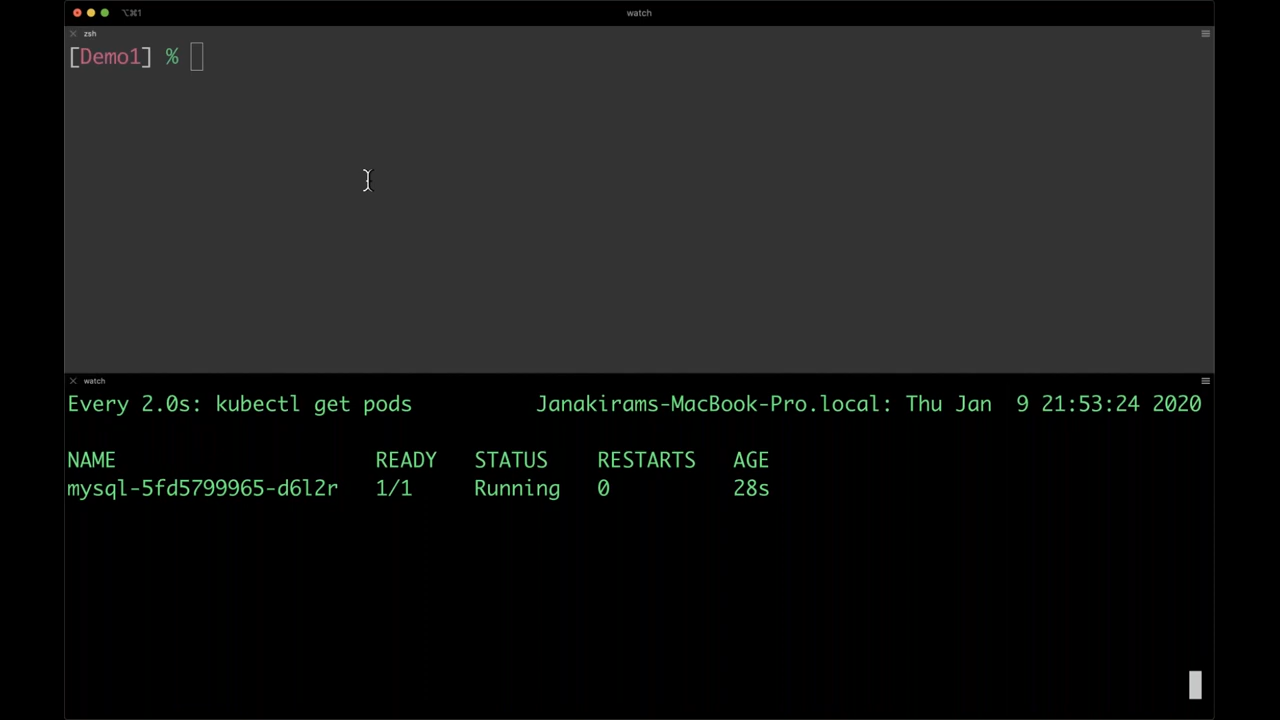 ⌥⌘1 watch
zsh
[Demo1] %
watch
Every 2.0s: kubectl get pods Janakirams-MacBook-Pro.local: Thu Jan  9 21:53:24 2020
NAME READY STATUS RESTARTS AGE
mysql-5fd5799965-d6l2r 1/1 Running 0 28s